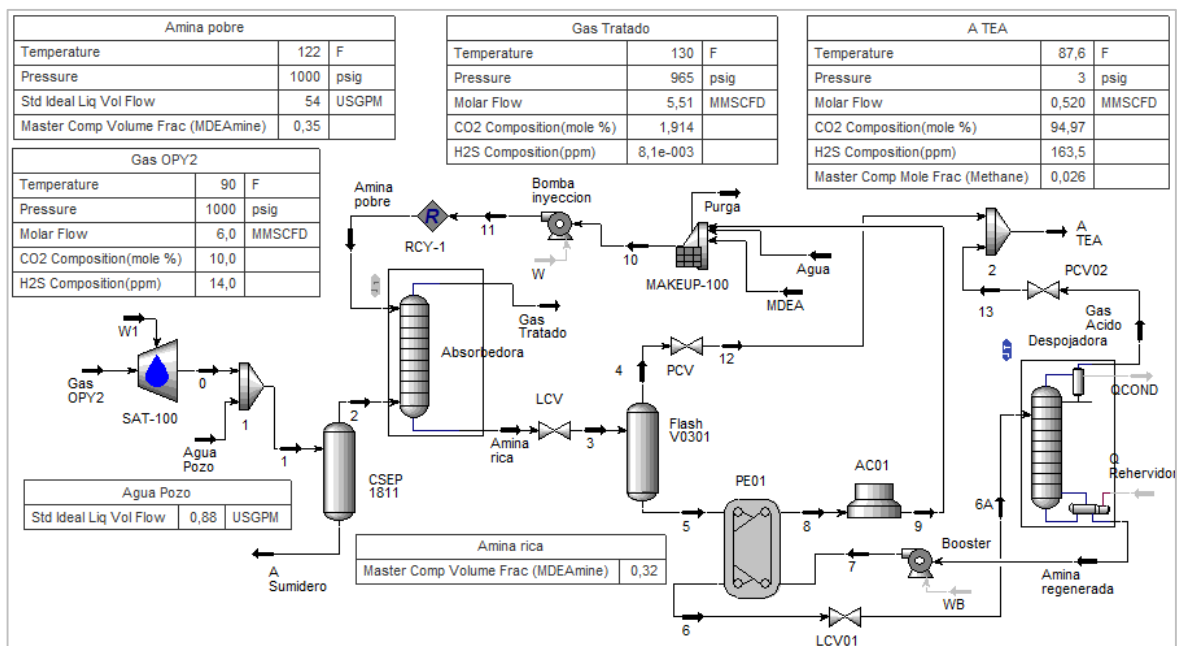 Amina pobre
Temperature 122 F
Pressure 1000 psig
Std Ideal Liq Vol Flow 54 USGPM
Master Comp Volume Frac (MDEAmine) 0,35
Gas Tratado
Temperature 130 F
Pressure 965 psig
Molar Flow 5,51 MMSCFD
CO2 Composition(mole %) 1,914
H2S Composition(ppm) 8,1e-003
A TEA
Temperature 87,6 F
Pressure 3 psig
Molar Flow 0,520 MMSCFD
CO2 Composition(mole %) 94,97
H2S Composition(ppm) 163,5
Master Comp Mole Frac (Methane) 0,026
Gas OPY2
Temperature 90 F
Pressure 1000 psig
Molar Flow 6,0 MMSCFD
CO2 Composition(mole %) 10,0
H2S Composition(ppm) 14,0
Amina
pobre
R
RCY-1
11
Bomba
inyeccion
W
10
Purga
MAKEUP-100
Agua
MDEA
2
A
TEA
PCV02
13
Gas
Acido
Despojadora
QCOND
Q
Rehervidor
W1
Gas
OPY2
SAT-100
0
Agua
Pozo
1
1
2
CSEP
1811
A
Sumidero
Absorbedora
Gas
Tratado
Amina
rica
LCV
3
4
PCV
12
Flash
V0301
5
PE01
8
AC01
9
7
Booster
WB
6
LCV01
6A
Amina
regenerada
Agua Pozo
Std Ideal Liq Vol Flow 0,88 USGPM
Amina rica
Master Comp Volume Frac (MDEAmine) 0,32